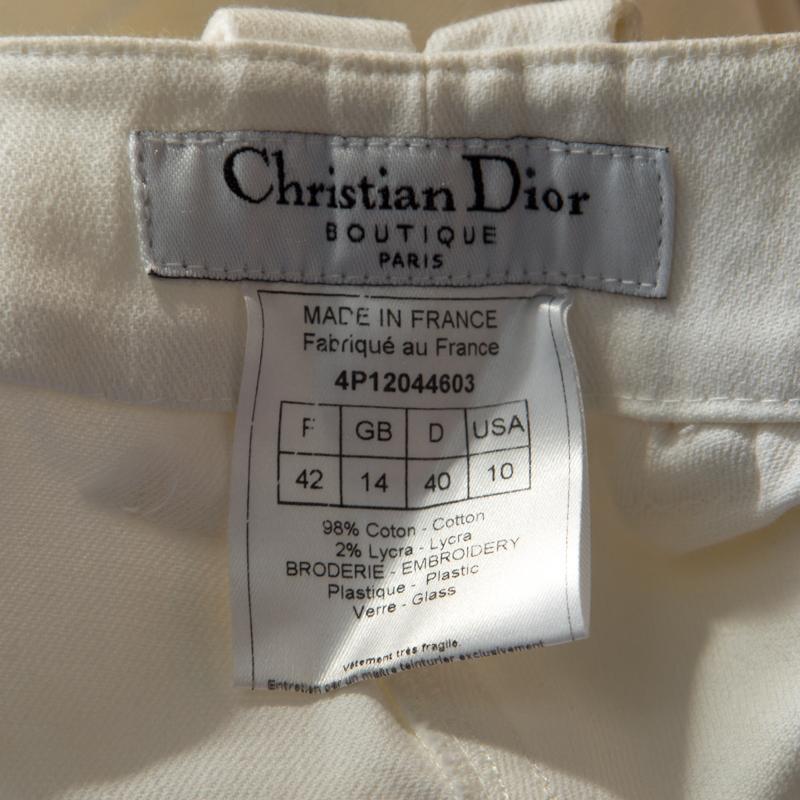 Christian Dior
BOUTIQUE
PARIS
MADE IN FRANCE
Fabriqué au France
4P12044603
F GB D USA
42 14 40 10
98% Coton - Cotton
2% Lycra - Lycra
BRODERIE - EMBROIDERY
Plastique - Plastic
Verre - Glass
Vétement très fragile.
Entretien par un maître teinturier exclusivement